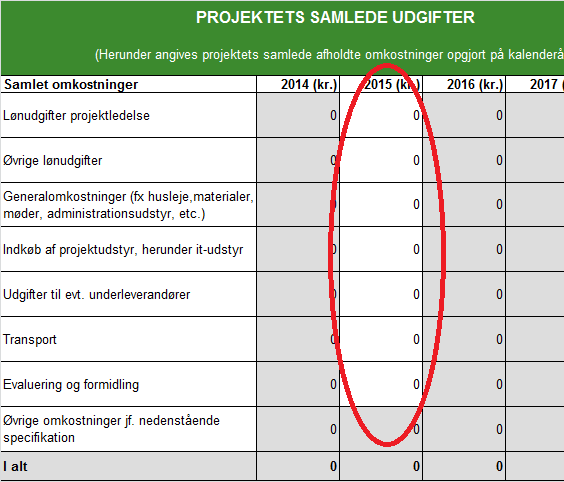 PROJEKTETS SAMLEDE UDGIFTER
(Herunder angives projektets samlede afholdte omkostninger opgjort på kalenderå
Samlet omkostninger 2014 (kr.) 2015 (kr.) 2016 (kr.) 2017 (
Lønudgifter projektledelse 0 0 0
Øvrige lønudgifter 0 0 0
Generalomkostninger (fx husleje,materialer,
møder, administrationsudstyr, etc.) 0 0 0
Indkøb af projektudstyr, herunder it-udstyr 0 0 0
Udgifter til evt. underleverandører 0 0 0
Transport 0 0 0
Evaluering og formidling 0 0 0
Øvrige omkostninger jf. nedenstående
specifikation 0 0 0
I alt 0 0 0